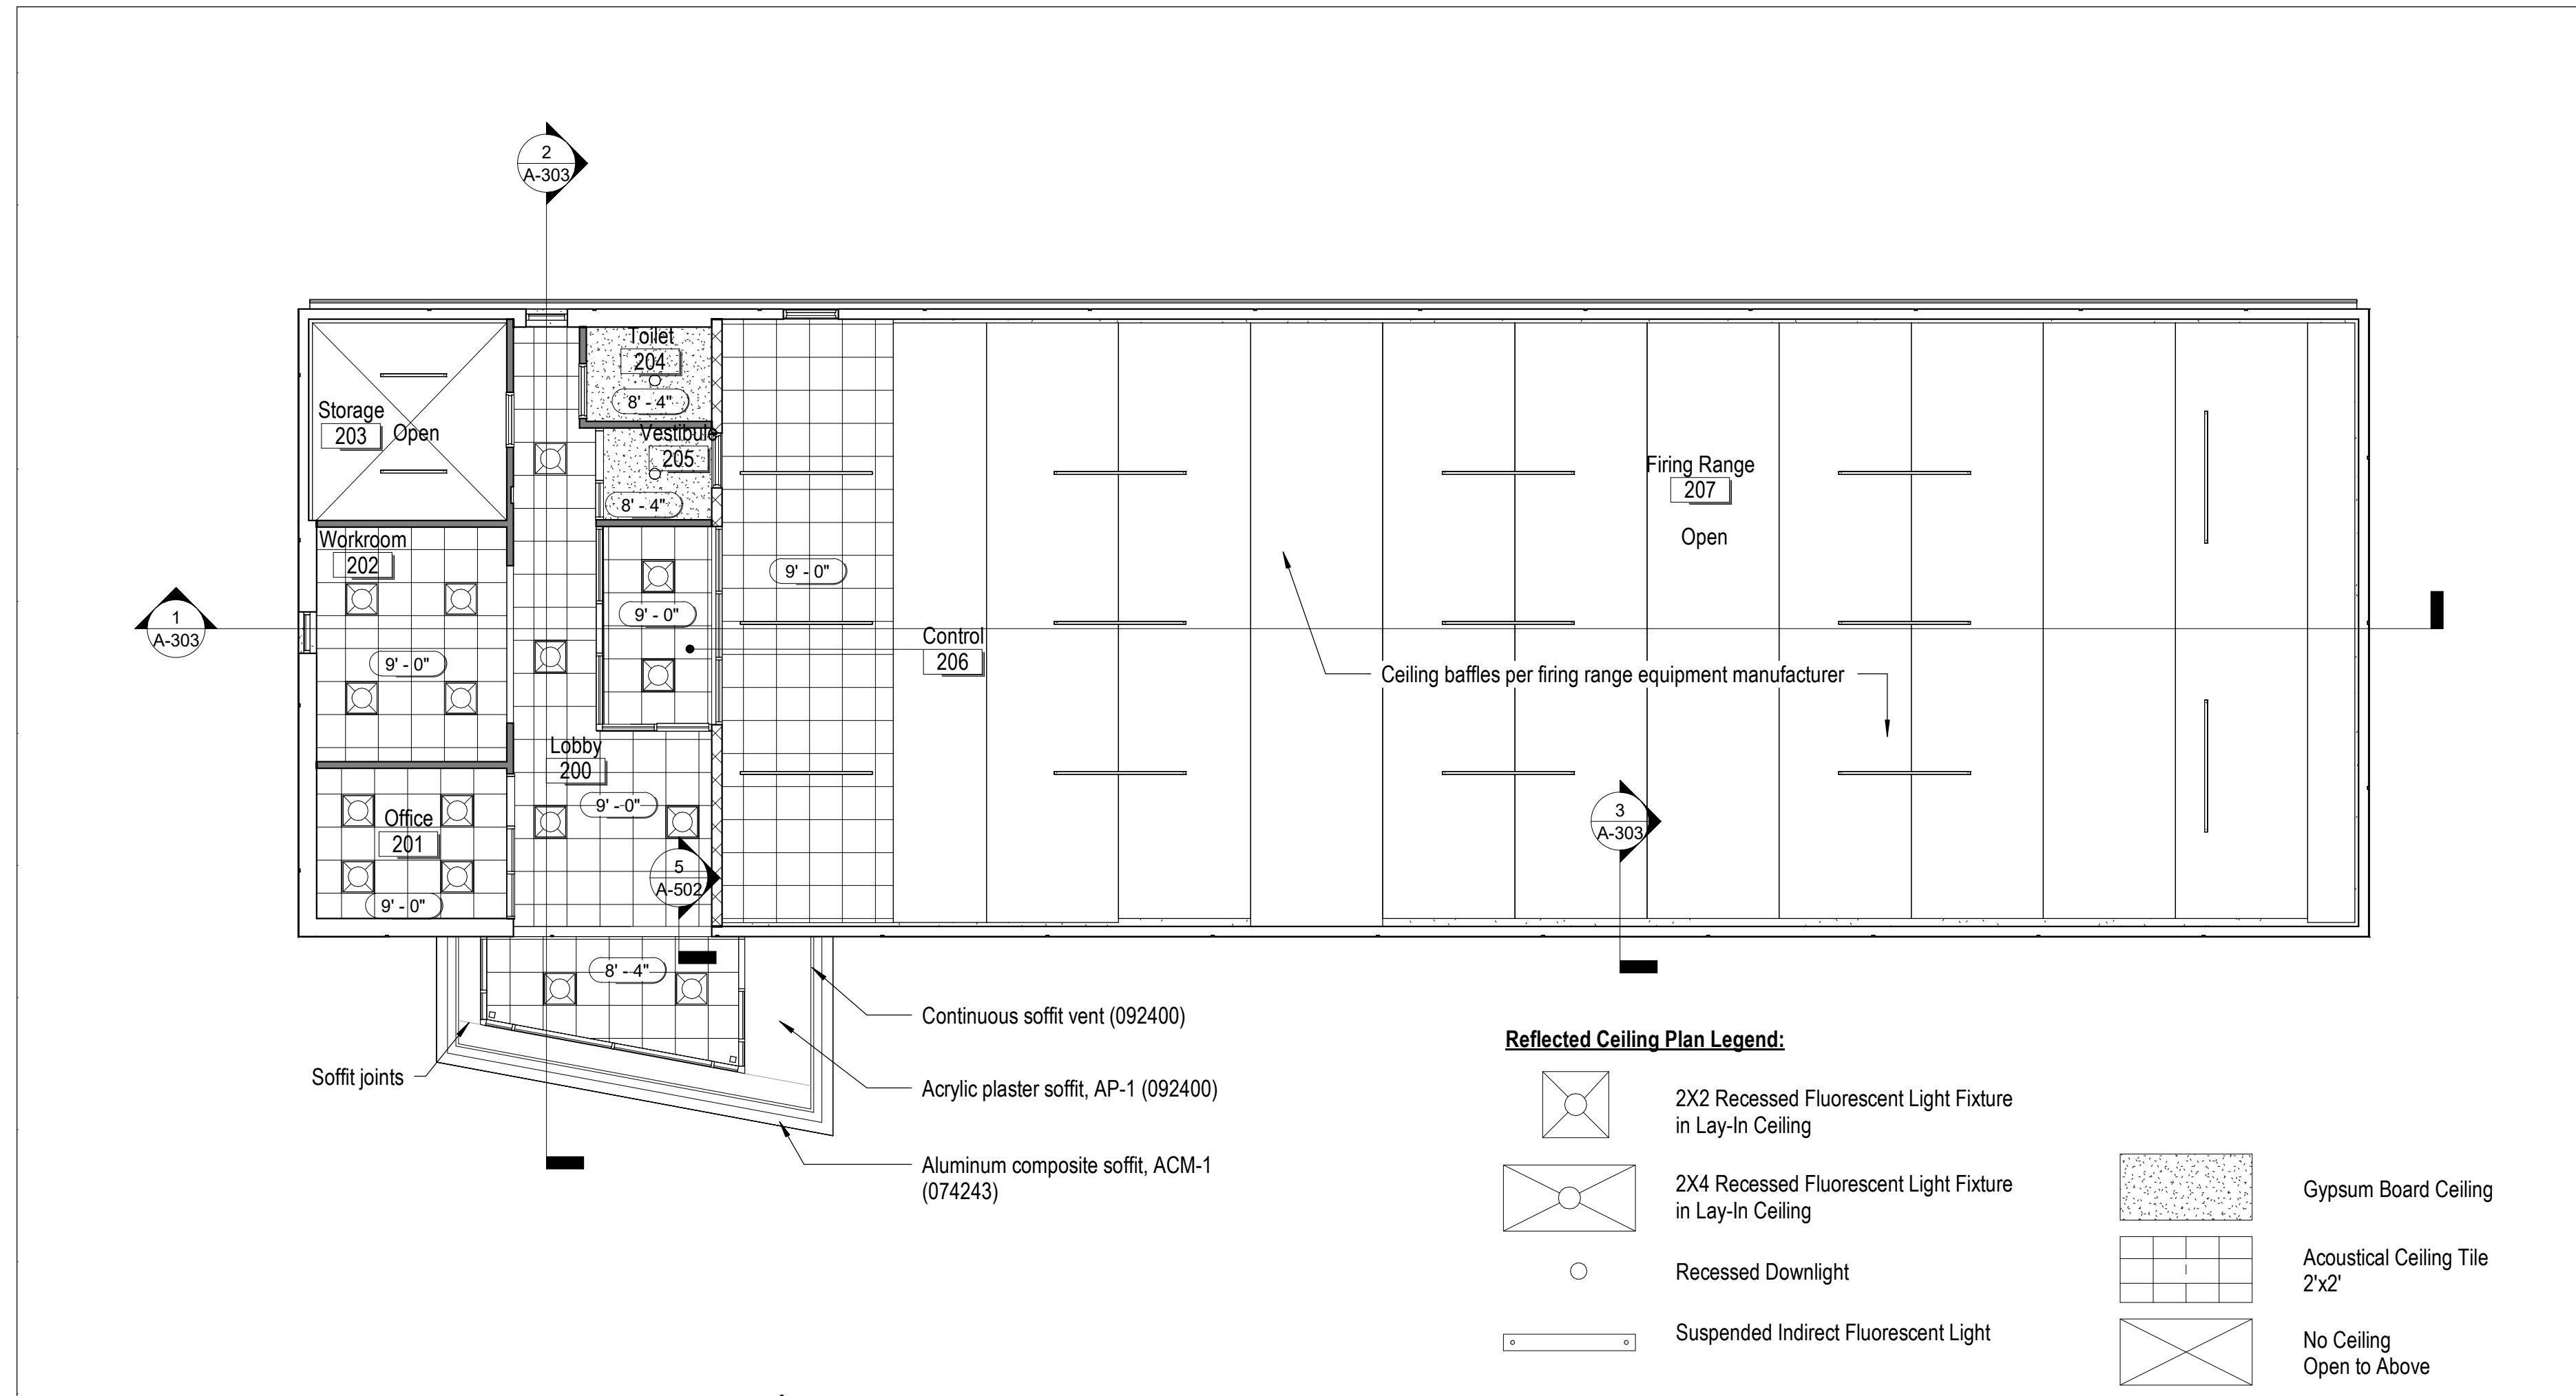 2
A-303
Toilet
204
8' - 4"
Storage
203
Open
Vestibule
205
8' - 4"
Firing Range
207
Open
Workroom
202
9' - 0"
9' - 0"
9' - 0"
1
A-303
Control
206
Ceiling baffles per firing range equipment manufacturer
Lobby
200
9' - 0"
Office
201
9' - 0"
5
A-502
3
A-303
8' - 4"
Continuous soffit vent (092400)
Soffit joints
Acrylic plaster soffit, AP-1 (092400)
Aluminum composite soffit, ACM-1
(074243)
Reflected Ceiling Plan Legend:
2X2 Recessed Fluorescent Light Fixture
in Lay-In Ceiling
2X4 Recessed Fluorescent Light Fixture
in Lay-In Ceiling
Recessed Downlight
Suspended Indirect Fluorescent Light
Gypsum Board Ceiling
Acoustical Ceiling Tile
2'x2'
No Ceiling
Open to Above